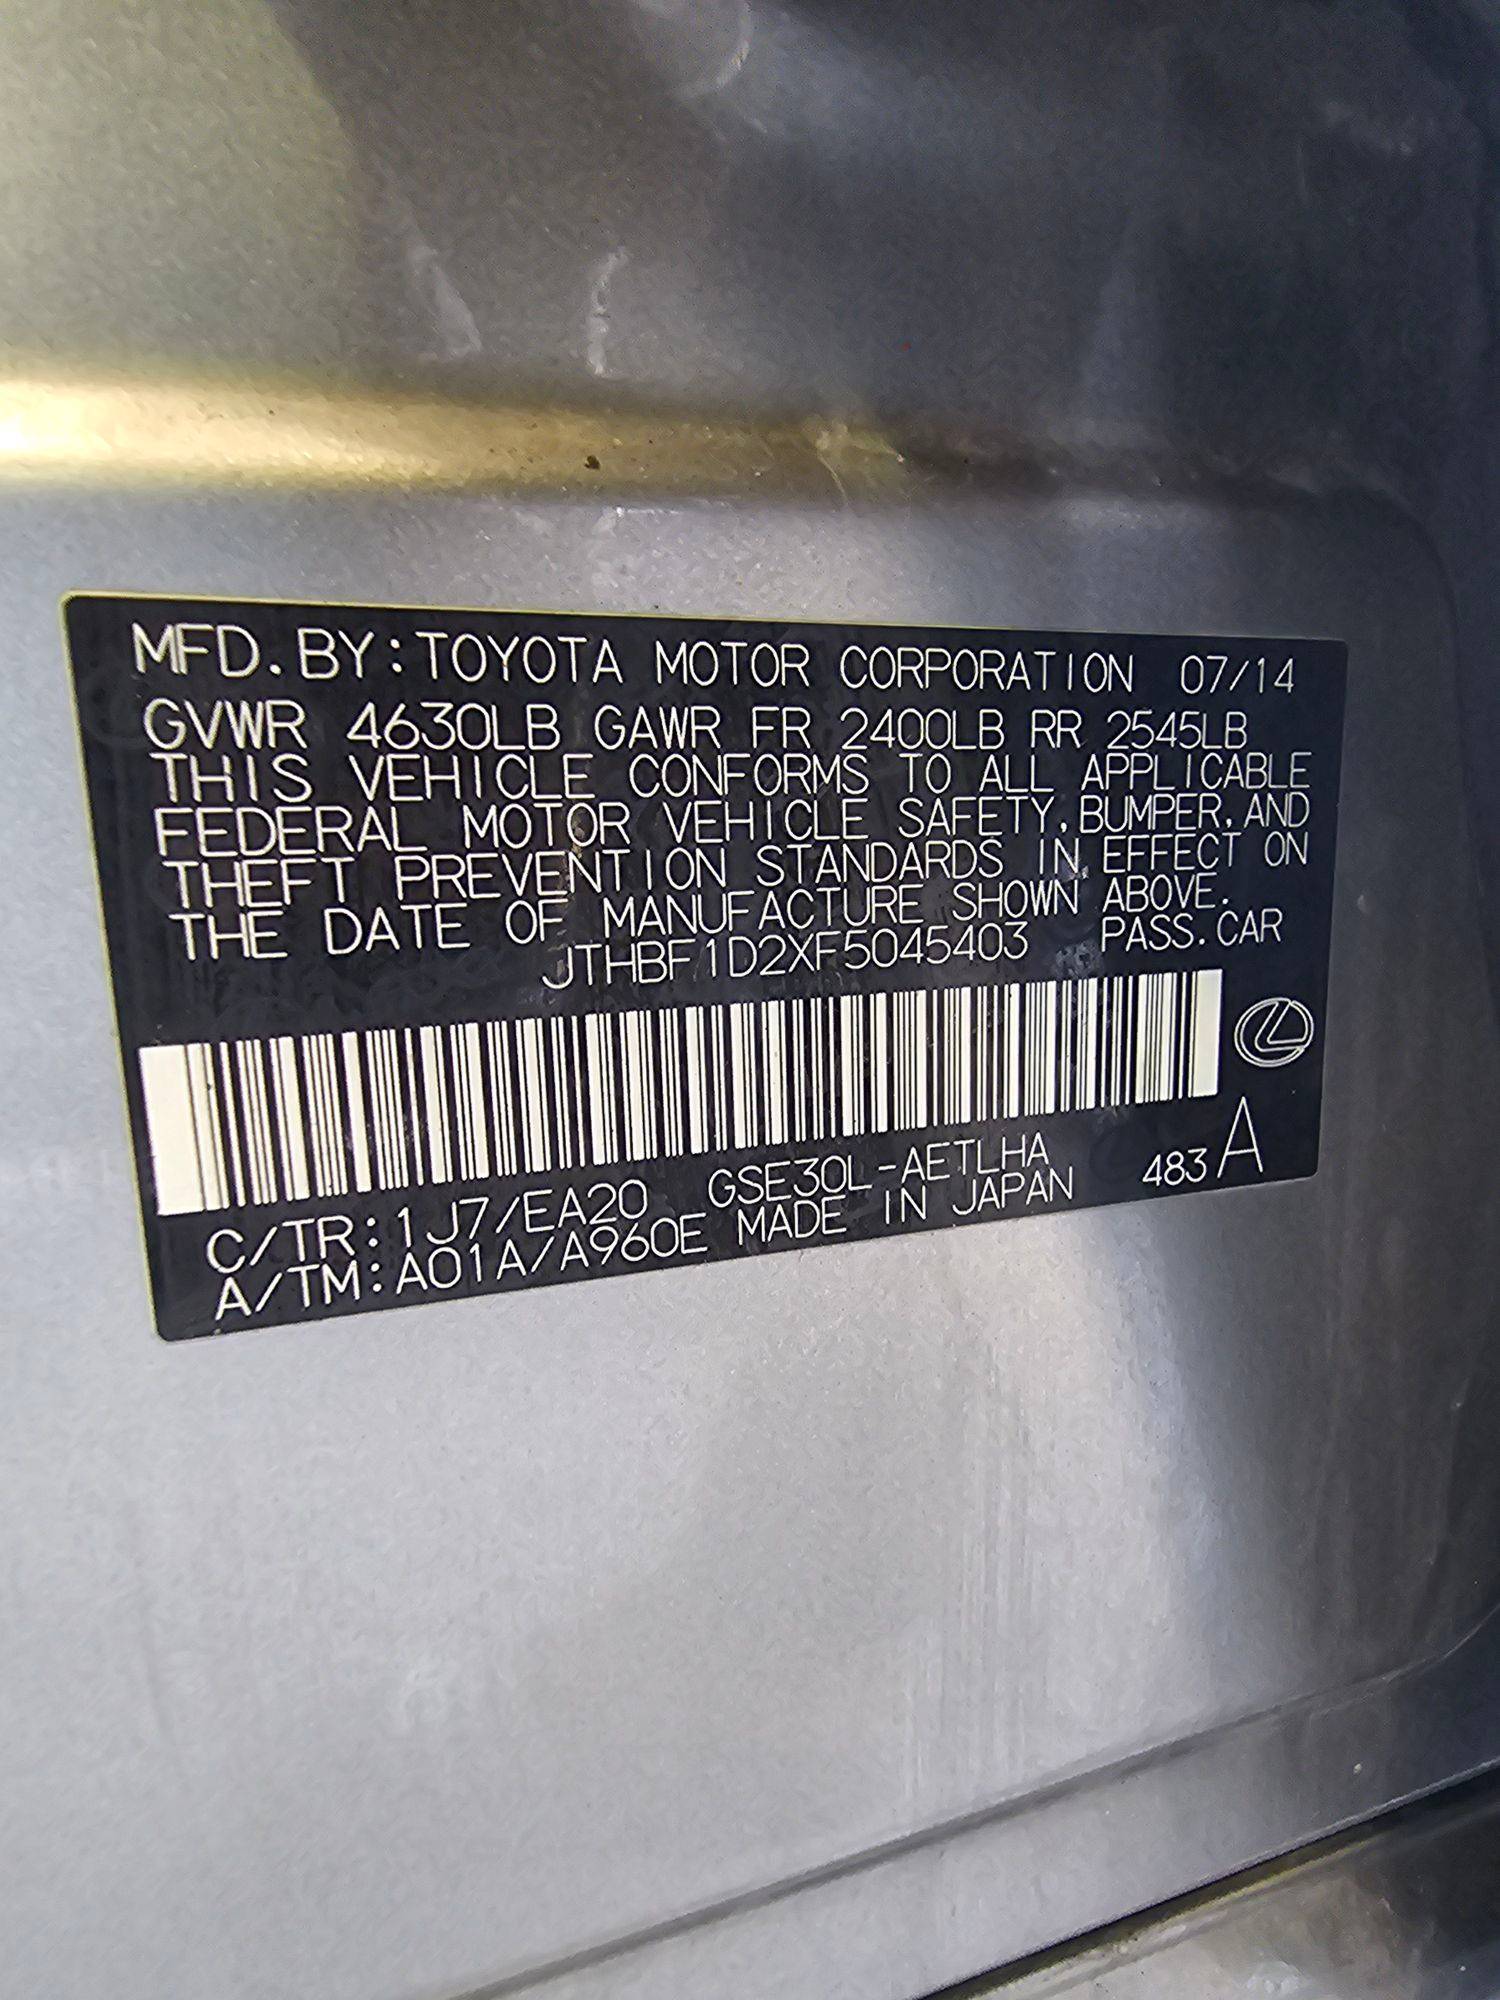 MFD. BY: TOYOTA MOTOR CORPORATION 07/14
GVWR 4630LB GAWR FR 2400LB RR 2545LB
THIS VEHICLE CONFORMS TO ALL APPLICABLE
FEDERAL MOTOR VEHICLE SAFETY, BUMPER, AND
THEFT PREVENTION STANDARDS IN EFFECT ON
THE DATE OF MANUFACTURE SHOWN ABOVE.
JTHBF1D2XF5045403 PASS. CAR
C/TR: 1J7/EA20 GSE30L-AETLHA 483 A
A/TM: A01A/A960E MADE IN JAPAN